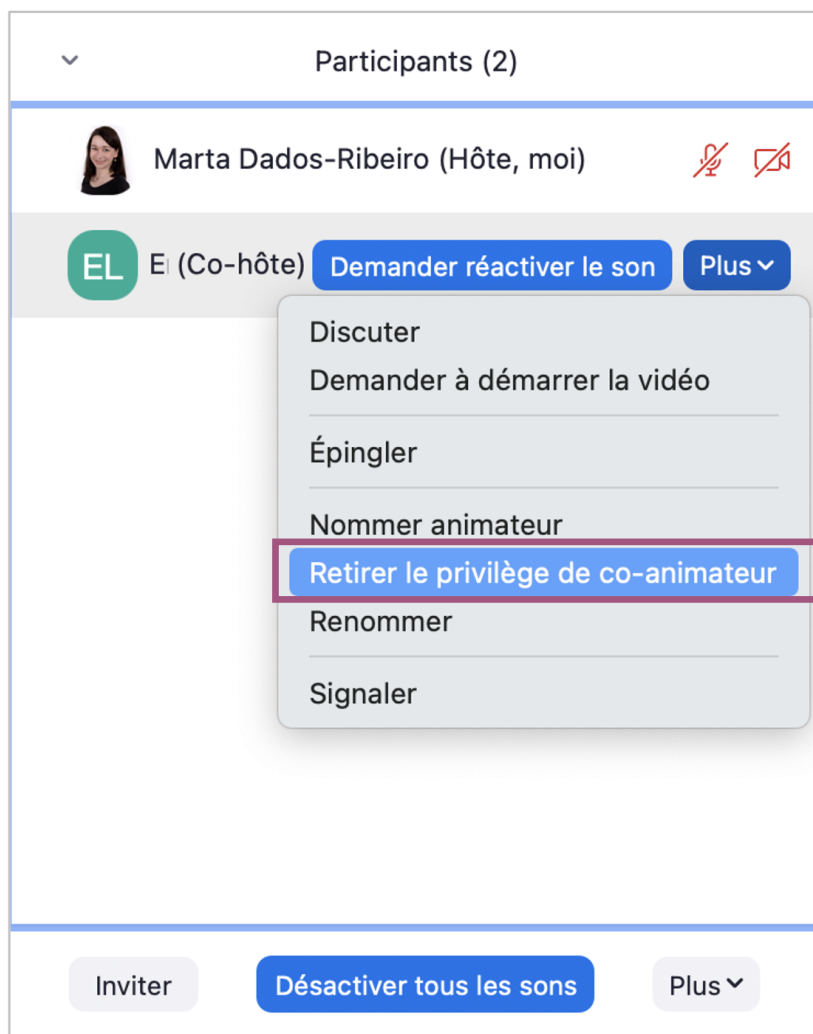 Participants (2)
Marta Dados-Ribeiro (Hôte, moi)
EL E (Co-hôte) Demander réactiver le son Plus
Discuter
Demander à démarrer la vidéo
Épingler
Nommer animateur
Retirer le privilège de co-animateur
Renommer
Signaler
Inviter Désactiver tous les sons Plus